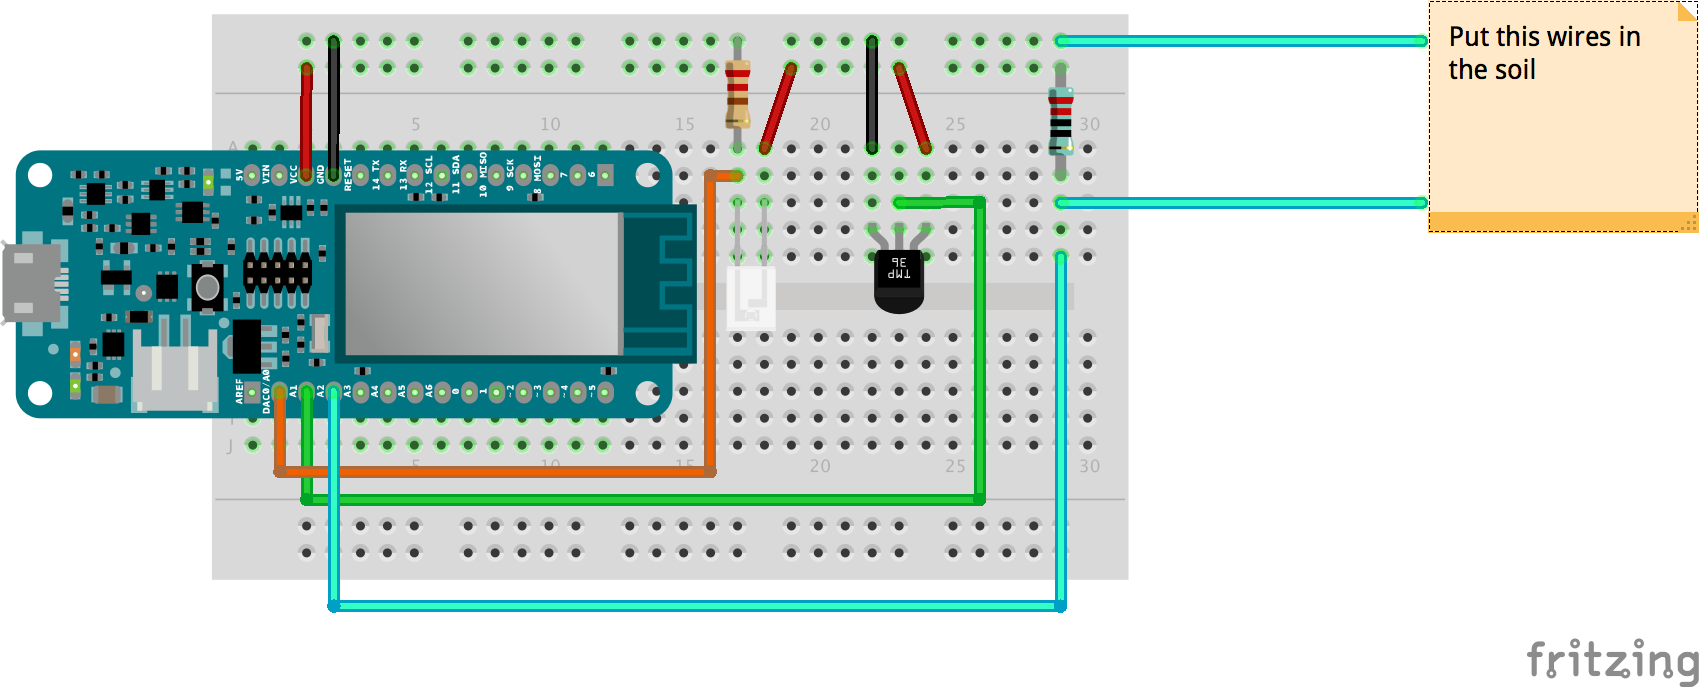 Put this wires in
the soil
5 10 15 20 25 30
A
5V VIN VCC GND RESET 14 TX 13 RX 12 SCL 11 SDA 10 MISO 9 SCK 8 MOSI 7 6
TMP
36
AREF DAC0/A0 A1 A2 A3 A4 A5 A6 0 1 ~2 ~3 ~4 ~5
J
5 10 15 20 25 30
fritzing